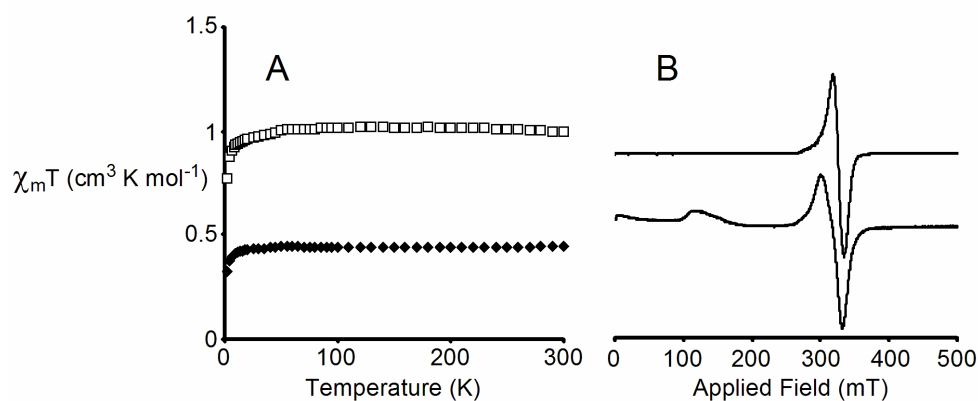 A
B
1.5
1
0.5
0
χmT (cm3 K mol-1)
0 100 200 300
Temperature (K)
0 100 200 300 400 500
Applied Field (mT)